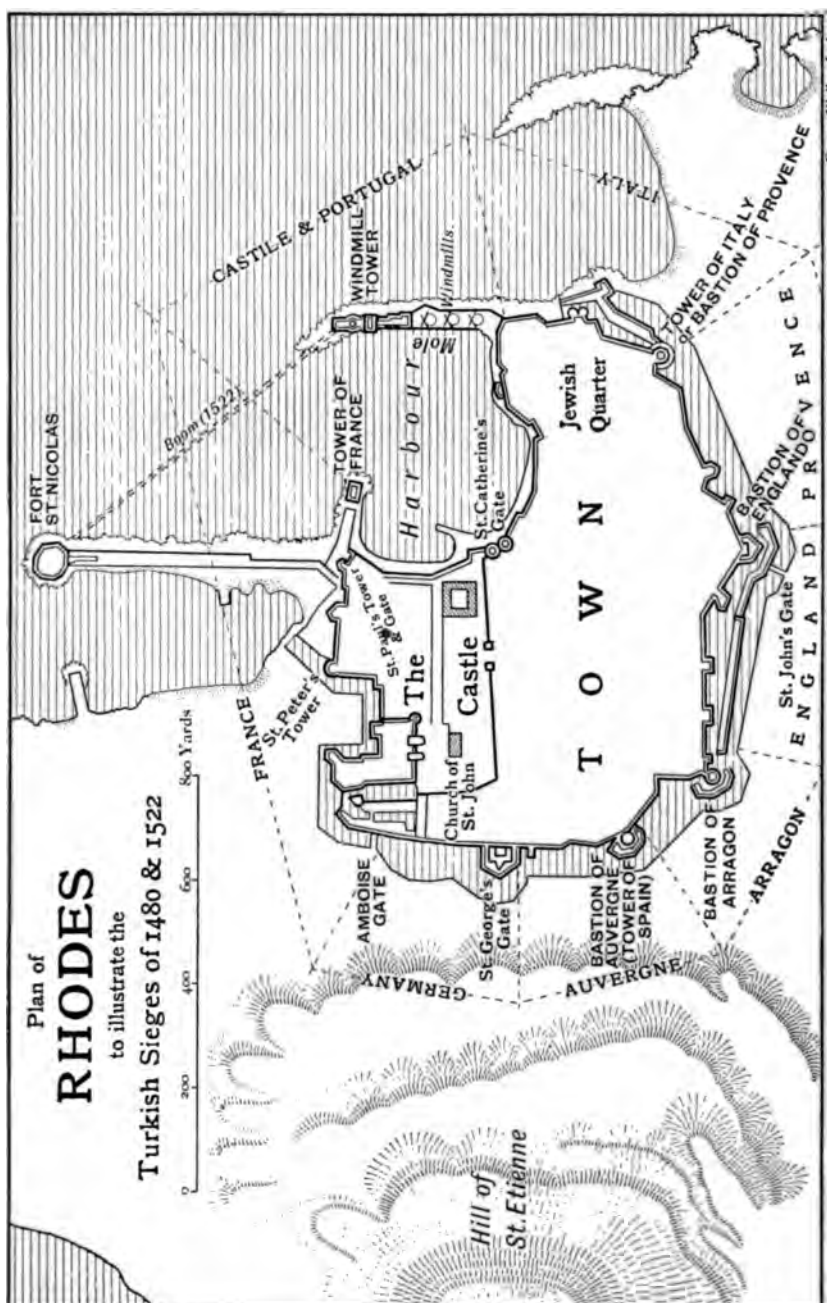 Plan of
RHODES
to illustrate the
Turkish Sieges of 1480 & 1522
0 200 400 600 800 Yards
FORT
ST. NICOLAS
Boom (1522)
CASTILE & PORTUGAL
WINDMILL
TOWER
Windmills
Mole
TOWER OF
FRANCE
Harbour
ITALY
FRANCE
St. Peter's
Tower
St. Paul's Tower
& Gate
The
Castle
St. Catherine's
Gate
Church of
St. John
AMBOISE
GATE
St. George's
Gate
GERMANY
Jewish
Quarter
TOWN
TOWER OF ITALY
or BASTION OF PROVENCE
PROVENCE
BASTION OF
ENGLAND
St. John's Gate
ENGLAND
BASTION OF
AUVERGNE
(TOWER OF
SPAIN)
AUVERGNE
BASTION OF
ARRAGON
ARRAGON
Hill of
St. Etienne